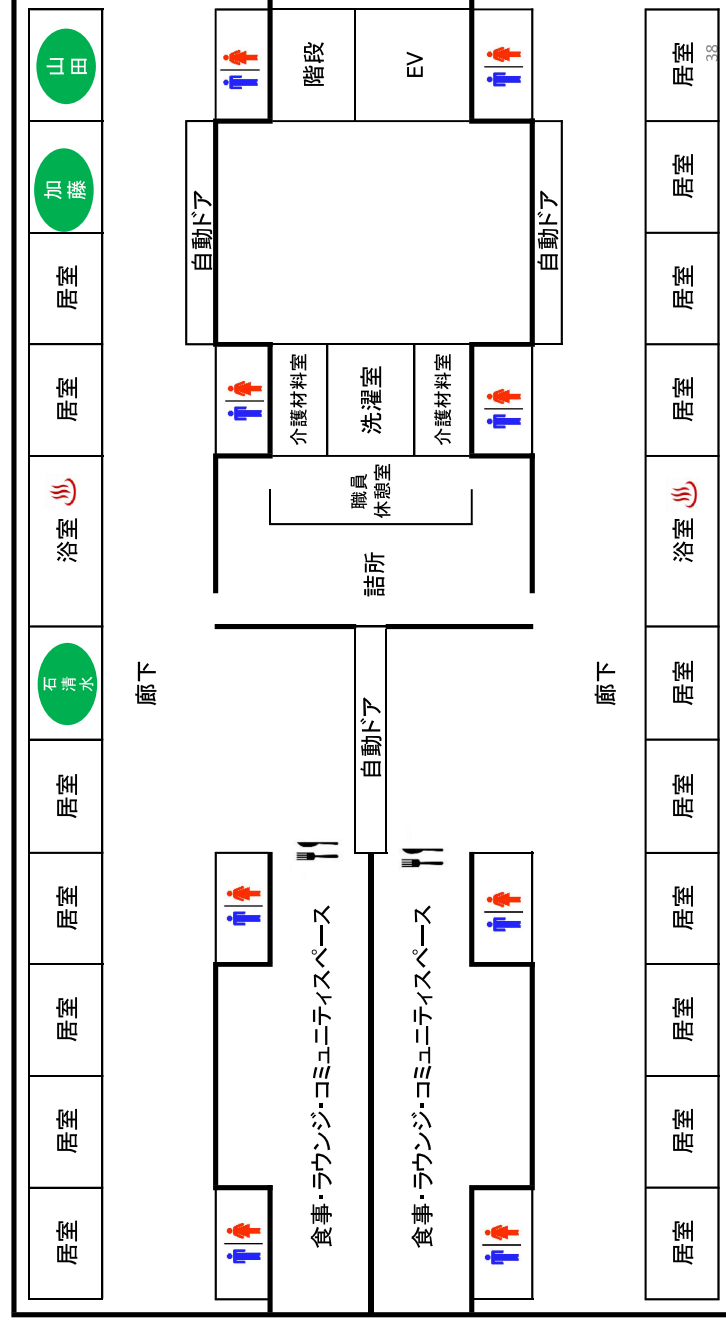 居室
居室
居室
居室
居室
石清水
浴室
居室
居室
加藤
山田
廊下
自動ドア
食事・ラウンジ・コミュニティスペース
介護材料室
階段
自動ドア
詰所
職員
休憩室
洗濯室
EV
食事・ラウンジ・コミュニティスペース
介護材料室
自動ドア
廊下
居室
居室
居室
居室
居室
居室
浴室
居室
居室
居室
居室
38